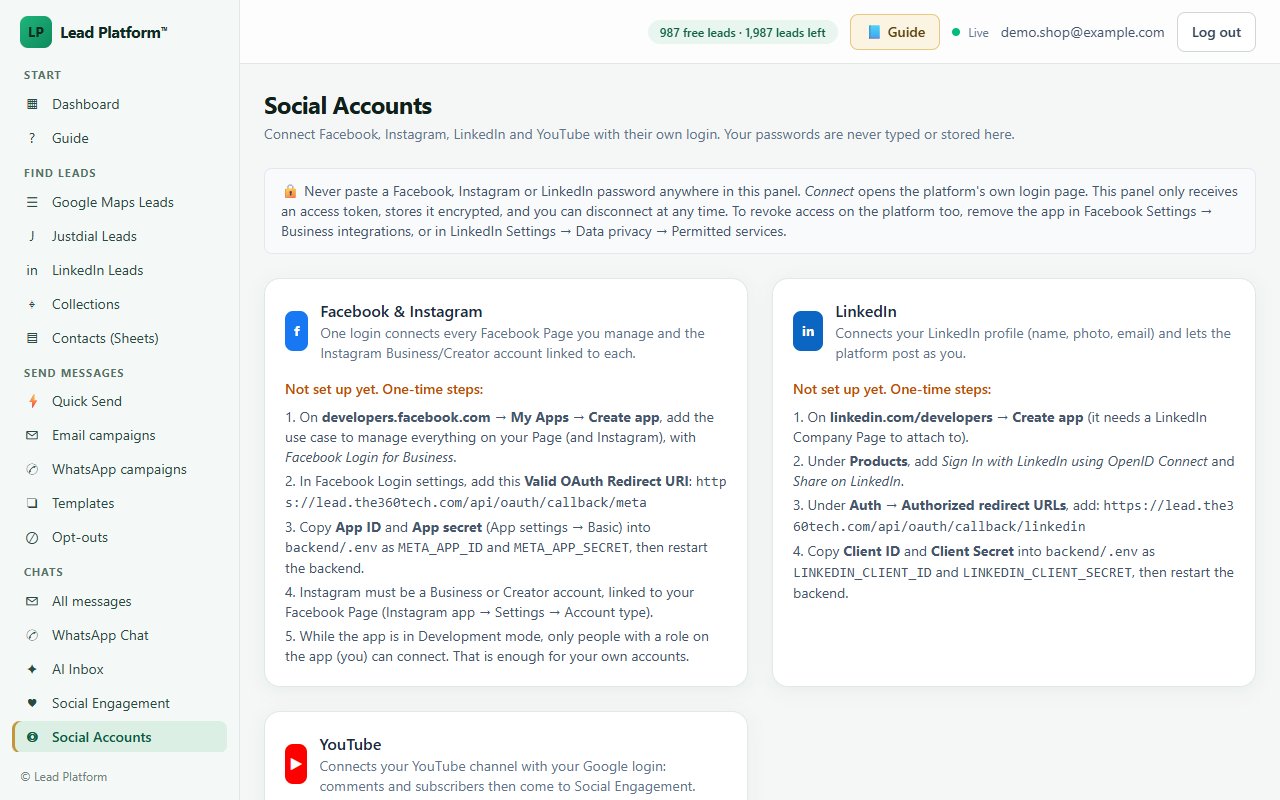 LP Lead Platform™
987 free leads · 1,987 leads left
📘 Guide
Live
demo.shop@example.com
Log out
START
Dashboard
? Guide
FIND LEADS
Google Maps Leads
J Justdial Leads
in LinkedIn Leads
Collections
Contacts (Sheets)
SEND MESSAGES
Quick Send
Email campaigns
WhatsApp campaigns
Templates
Opt-outs
CHATS
All messages
WhatsApp Chat
AI Inbox
Social Engagement
Social Accounts
© Lead Platform
Social Accounts
Connect Facebook, Instagram, LinkedIn and YouTube with their own login. Your passwords are never typed or stored here.
🔒 Never paste a Facebook, Instagram or LinkedIn password anywhere in this panel. Connect opens the platform's own login page. This panel only receives
an access token, stores it encrypted, and you can disconnect at any time. To revoke access on the platform too, remove the app in Facebook Settings →
Business integrations, or in LinkedIn Settings → Data privacy → Permitted services.
f
Facebook & Instagram
One login connects every Facebook Page you manage and the
Instagram Business/Creator account linked to each.
Not set up yet. One-time steps:
1. On developers.facebook.com → My Apps → Create app, add the
use case to manage everything on your Page (and Instagram), with
Facebook Login for Business.
2. In Facebook Login settings, add this Valid OAuth Redirect URI: http
s://lead.the360tech.com/api/oauth/callback/meta
3. Copy App ID and App secret (App settings → Basic) into
backend/.env as META_APP_ID and META_APP_SECRET, then restart
the backend.
4. Instagram must be a Business or Creator account, linked to your
Facebook Page (Instagram app → Settings → Account type).
5. While the app is in Development mode, only people with a role on
the app (you) can connect. That is enough for your own accounts.
in
LinkedIn
Connects your LinkedIn profile (name, photo, email) and lets the
platform post as you.
Not set up yet. One-time steps:
1. On linkedin.com/developers → Create app (it needs a LinkedIn
Company Page to attach to).
2. Under Products, add Sign In with LinkedIn using OpenID Connect and
Share on LinkedIn.
3. Under Auth → Authorized redirect URLs, add: https://lead.the3
60tech.com/api/oauth/callback/linkedin
4. Copy Client ID and Client Secret into backend/.env as
LINKEDIN_CLIENT_ID and LINKEDIN_CLIENT_SECRET, then restart the
backend.
YouTube
Connects your YouTube channel with your Google login:
comments and subscribers then come to Social Engagement.